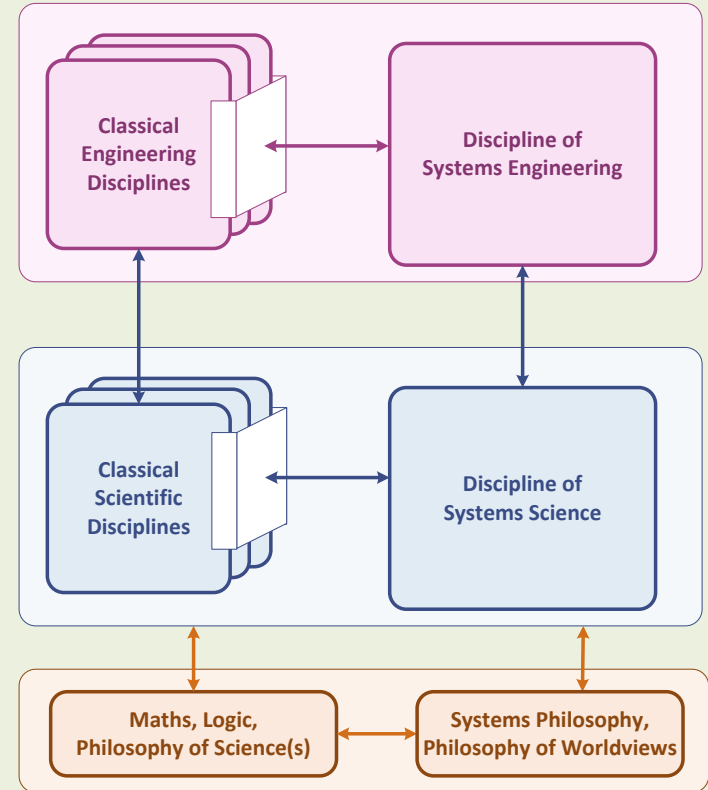 Classical
Engineering
Disciplines
Discipline of
Systems Engineering
Classical
Scientific
Disciplines
Discipline of
Systems Science
Maths, Logic,
Philosophy of Science(s)
Systems Philosophy,
Philosophy of Worldviews